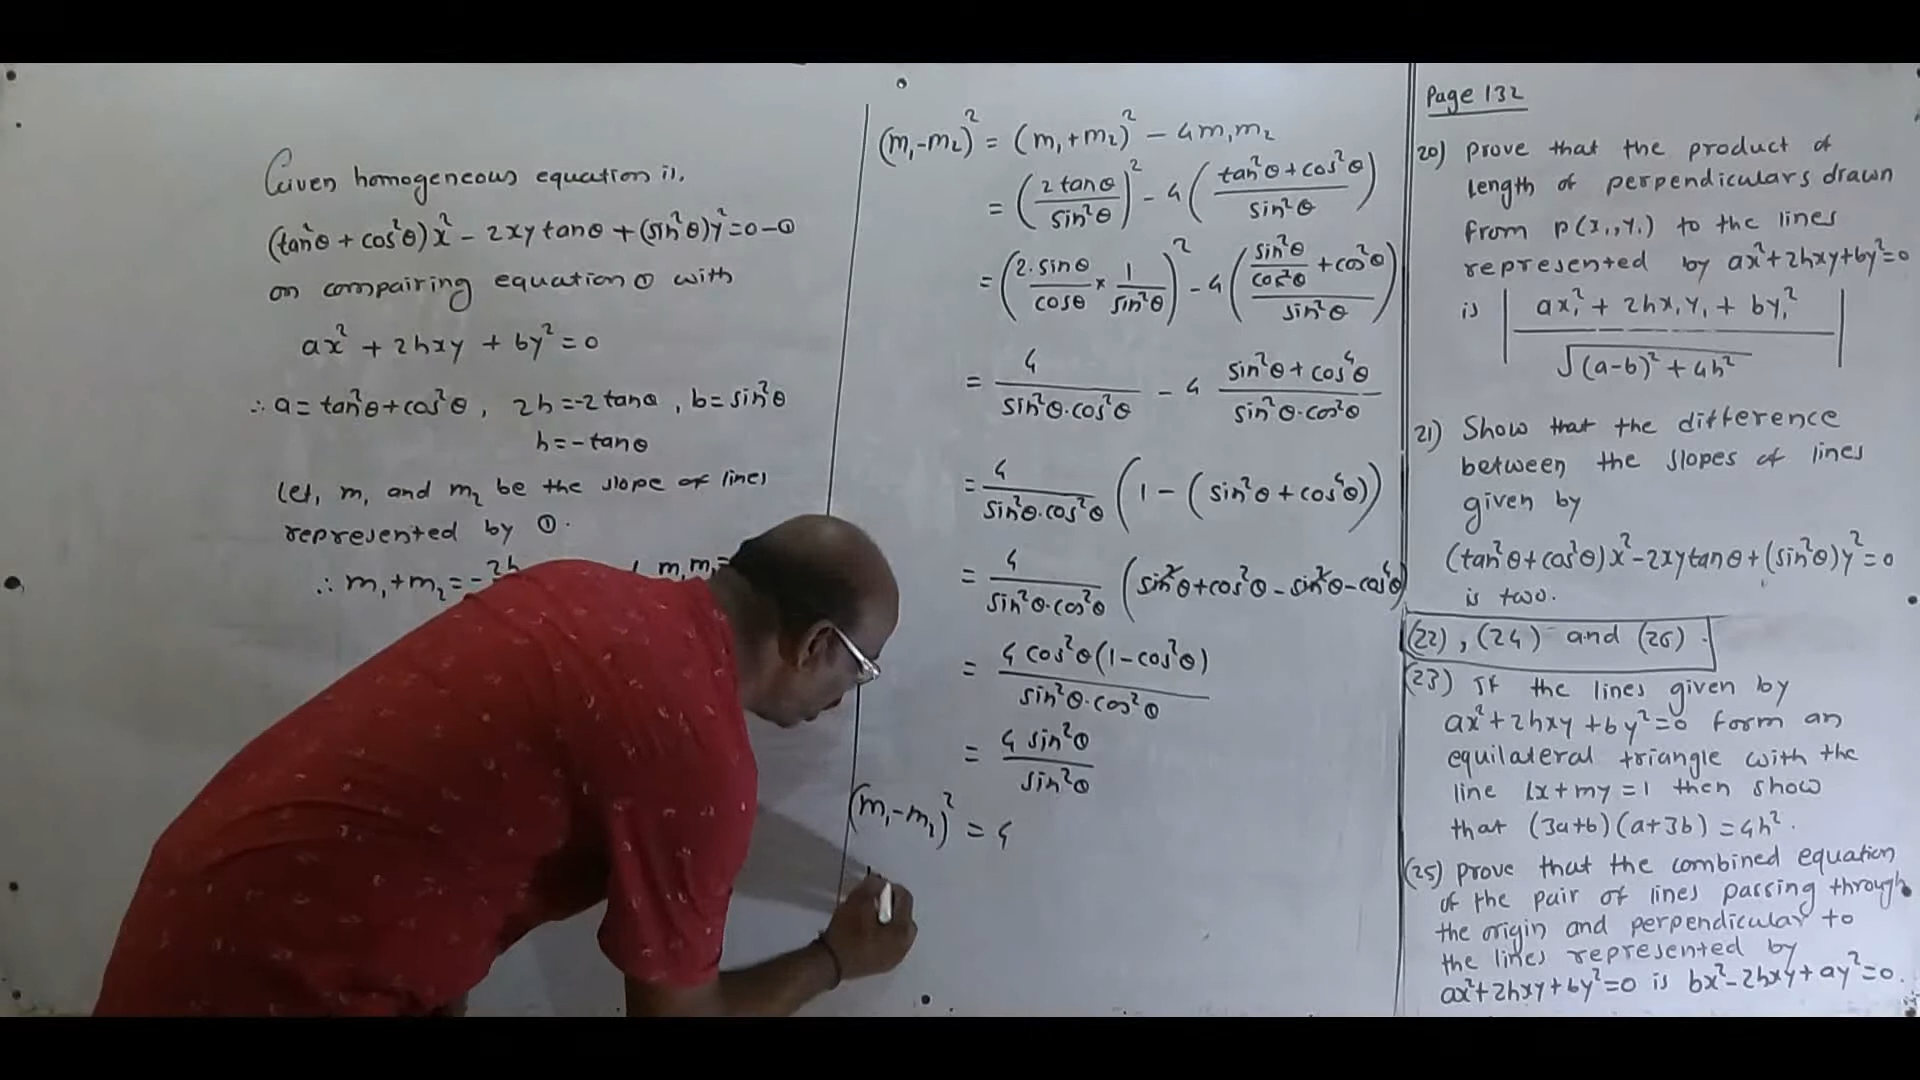 Given homogeneous equation is,
(tan²θ + cos²θ)x² - 2xy tanθ + (sin²θ)y² = 0 - ①
on compairing equation ① with
ax² + 2hxy + by² = 0
∴ a = tan²θ + cos²θ, 2h = -2 tanθ, b = sin²θ
h = -tanθ
Let, m₁ and m₂ be the slope of lines
represented by ①.
∴ m₁ + m₂ = -2h
m₁m₂ =
(m₁-m₂)² = (m₁+m₂)² - 4m₁m₂
= (2 tanθ / sin²θ)² - 4 ((tan²θ + cos²θ) / sin²θ)
= (2·sinθ / cosθ × 1 / sin²θ)² - 4 ((sin²θ / cos²θ + cos²θ) / sin²θ)
= 4 / sin²θ·cos²θ - 4 (sin²θ + cos⁴θ) / sin²θ·cos²θ
= 4 / sin²θ·cos²θ (1 - (sin²θ + cos⁴θ))
= 4 / sin²θ·cos²θ (sin²θ + cos²θ - sin²θ - cos⁴θ)
= 4 cos²θ (1 - cos²θ) / sin²θ·cos²θ
= 4 sin²θ / sin²θ
(m₁-m₂)² = 4
Page 132
20) prove that the product of
length of perpendiculars drawn
from P(x₁, y₁) to the lines
represented by ax²+2hxy+by²=0
is | ax₁² + 2hx₁y₁ + by₁² / √(a-b)² + 4h² |
21) Show that the difference
between the slopes of lines
given by
(tan²θ + cos²θ)x² - 2xy tanθ + (sin²θ)y² = 0
is two.
(22), (24) and (26).
(23) If the lines given by
ax²+2hxy+by²=0 form an
equilateral triangle with the
line lx+my=1 then show
that (3a+b)(a+3b) = 4h².
(25) prove that the combined equation
of the pair of lines passing through
the origin and perpendicular to
the lines represented by
ax²+2hxy+by²=0 is bx²-2hxy+ay²=0.